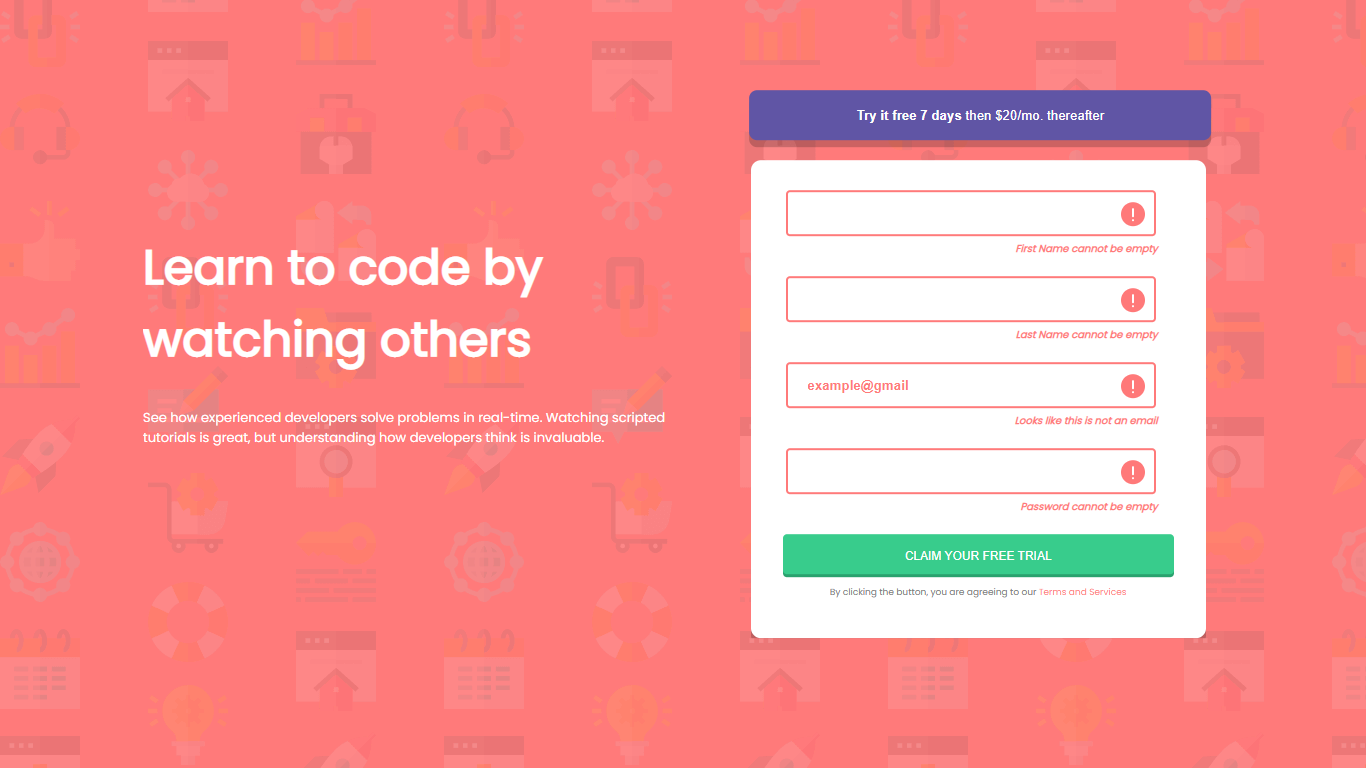 Learn to code by
watching others
See how experienced developers solve problems in real-time. Watching scripted
tutorials is great, but understanding how developers think is invaluable.
Try it free 7 days then $20/mo. thereafter
First Name cannot be empty
Last Name cannot be empty
example@gmail
Looks like this is not an email
Password cannot be empty
CLAIM YOUR FREE TRIAL
By clicking the button, you are agreeing to our Terms and Services